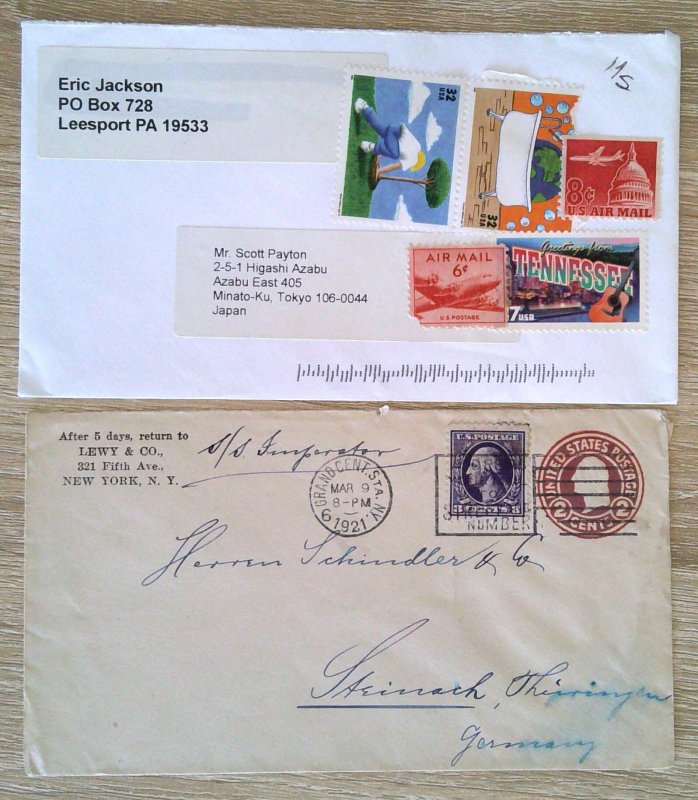 Eric Jackson
PO Box 728
Leesport PA 19533
32
USA
32
USA
8¢
U.S. AIR MAIL
Mr. Scott Payton
2-5-1 Higashi Azabu
Azabu East 405
Minato-Ku, Tokyo 106-0044
Japan
AIR MAIL
6¢
U.S. POSTAGE
Greetings from
TENNESSEE
37 USA
After 5 days, return to
LEWY & CO.,
321 Fifth Ave.,
NEW YORK, N. Y.
S/S Imperator
GRAND CENT. STA. N.Y.
MAR 9
8-PM
1921
6
U.S. POSTAGE
NUMBER
UNITED STATES POSTAGE
2 CENTS 2
Herren Schindler & Co
Steinach, Thüringen
Germany